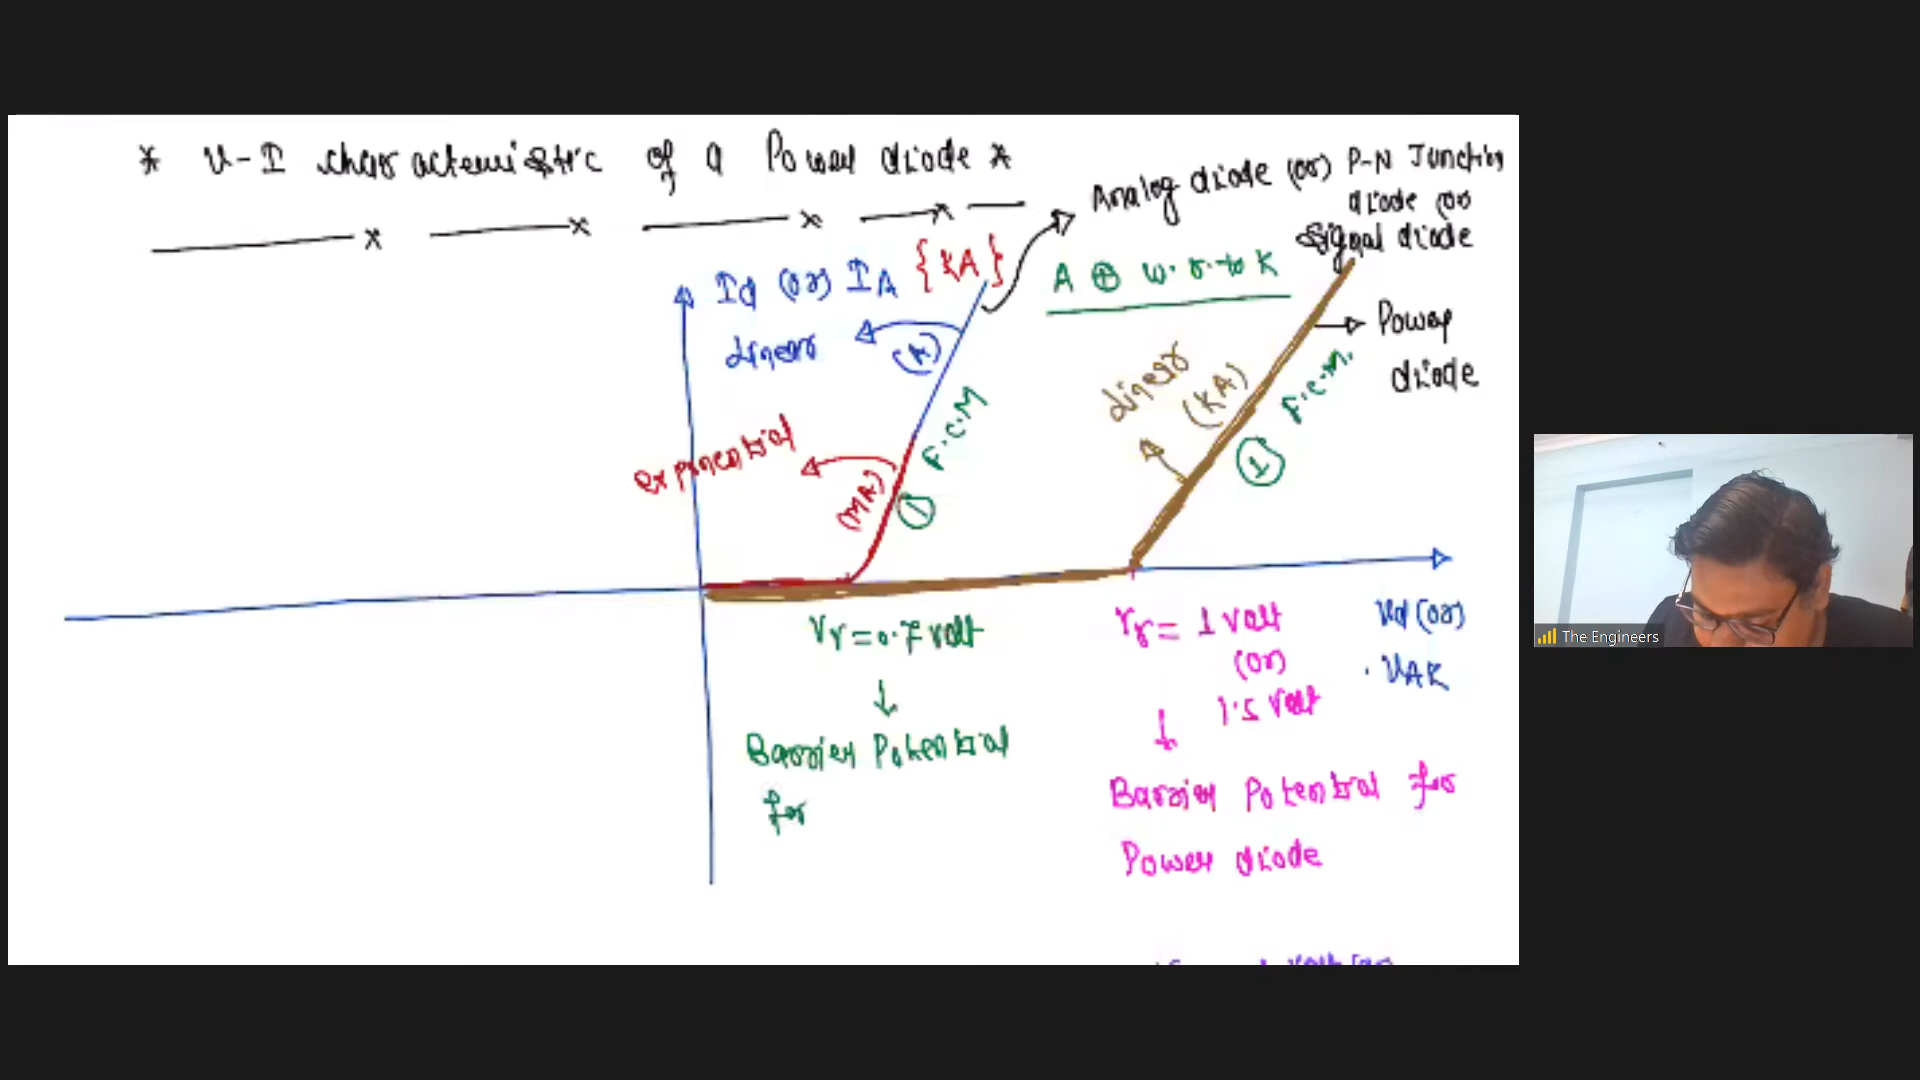 * V-I characteristic of a Power diode *
Analog diode (or) P-N Junction
diode (or
Signal diode
Id (or) IA {KA}
A ⊕ w.r.to K
linear
(A)
Power
diode
linear
(KA)
F.C.M.
1
exponential
(MA)
F.C.M
1
Vr = 0.7 volt
Vr = 1 volt
(or)
1.5 volt
Vd (or)
VAK
Barrier Potential
for
Barrier Potential for
Power diode
The Engineers